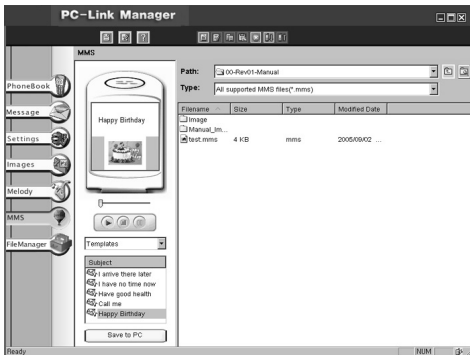 PC-Link Manager
MMS
PhoneBook
Message
Settings
Images
Melody
MMS
FileManager
Happy Birthday
Templates
Subject
I arrive there later
I have no time now
Have good health
Call me
Happy Birthday
Save to PC
Path: 00-Rev01-Manual
Type: All supported MMS files(*.mms)
Filename Size Type Modified Date
Image
Manual_Im...
test.mms 4 KB mms 2005/09/02 ...
Ready NUM